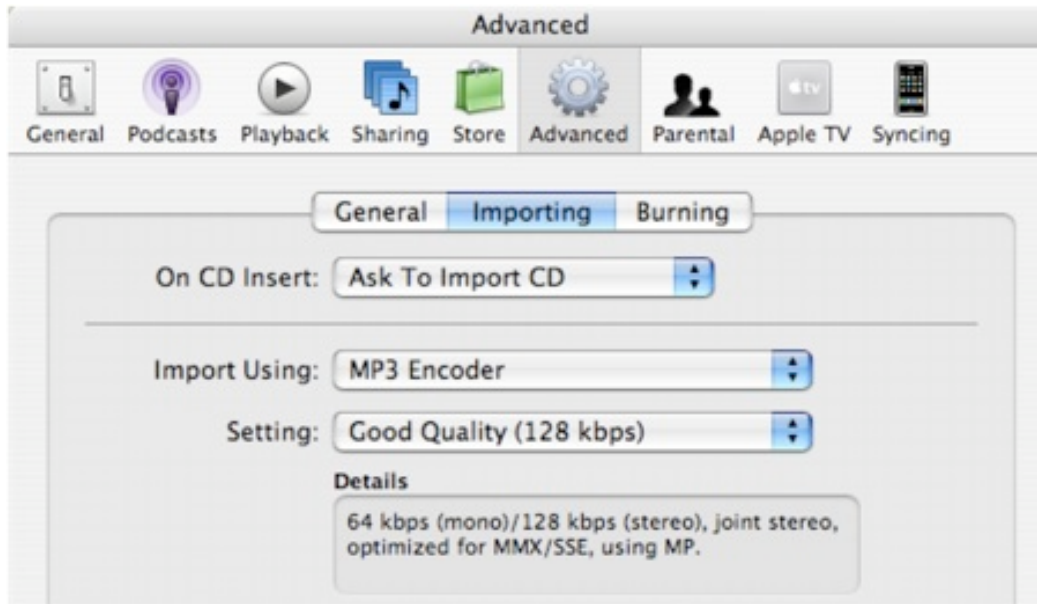 Advanced
General Podcasts Playback Sharing Store Advanced Parental Apple TV Syncing
General Importing Burning
On CD Insert: Ask To Import CD
Import Using: MP3 Encoder
Setting: Good Quality (128 kbps)
Details
64 kbps (mono)/128 kbps (stereo), joint stereo,
optimized for MMX/SSE, using MP.